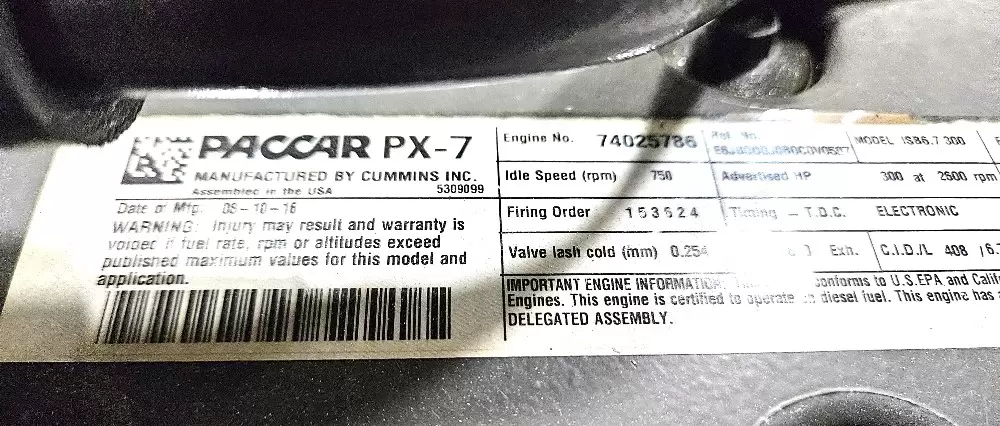 PACCAR PX-7
MANUFACTURED BY CUMMINS INC.
Assembled in the USA 5309099
Date of Mfg. 16
WARNING: Injury may result and warranty is
voided if fuel rate, rpm or altitudes exceed
published maximum values for this model and
application.
Engine No. 74025786 Ref. No. MODEL ISB6.7 300
Idle Speed (rpm) 750 Advertised HP 300 at 2500 rpm
Firing Order 153624 Timing – T.D.C. ELECTRONIC
Valve lash cold (mm) 0.254 Exh. C.I.D./L 408 /6.
IMPORTANT ENGINE INFORMATION conforms to U.S.EPA and
Engines. This engine is certified to operate on diesel fuel. This engine has
DELEGATED ASSEMBLY.